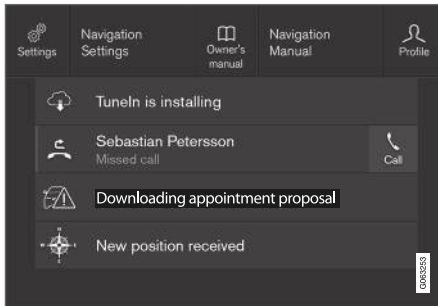 Settings
Navigation
Settings
Owner's
manual
Navigation
Manual
Profile
TuneIn is installing
Sebastian Petersson
Missed call
Call
Downloading appointment proposal
New position received
G063253